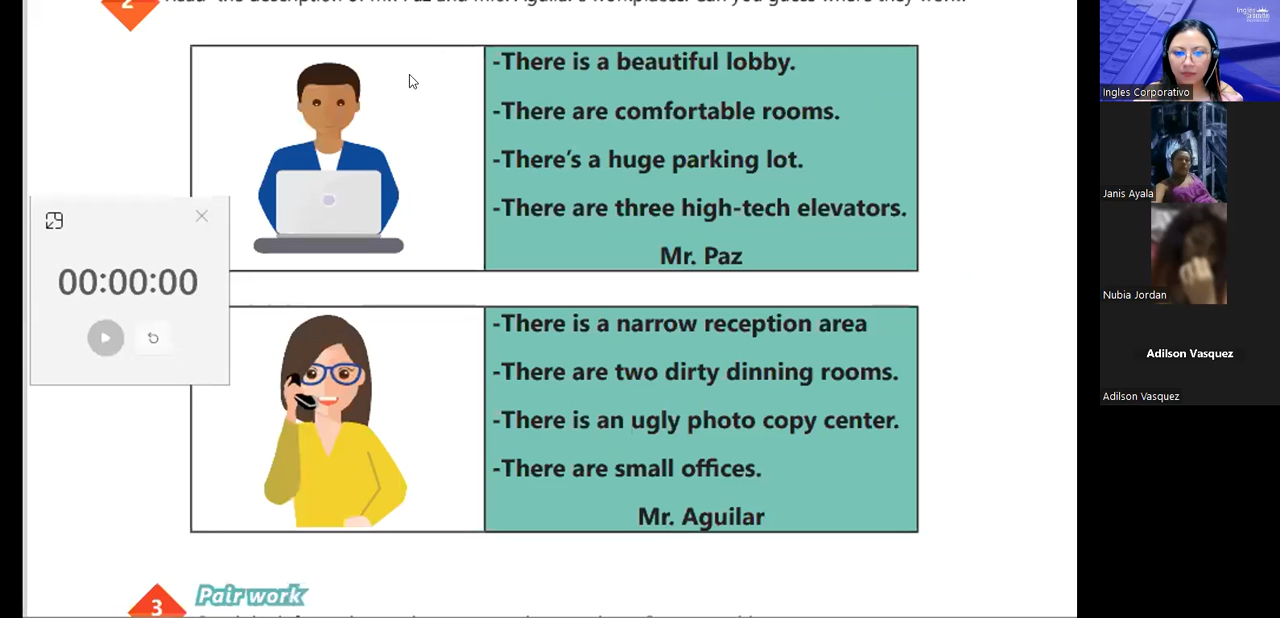 2
-There is a beautiful lobby.
-There are comfortable rooms.
-There's a huge parking lot.
-There are three high-tech elevators.
Mr. Paz
00:00:00
-There is a narrow reception area
-There are two dirty dinning rooms.
-There is an ugly photo copy center.
-There are small offices.
Mr. Aguilar
3
Pair work
Ingles Corporativo
Janis Ayala
Nubia Jordan
Adilson Vasquez
Adilson Vasquez